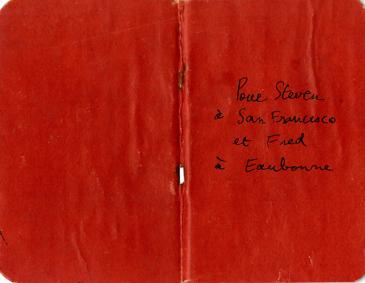 Pour Steven
à San Francisco
et Fred
à Eaubonne